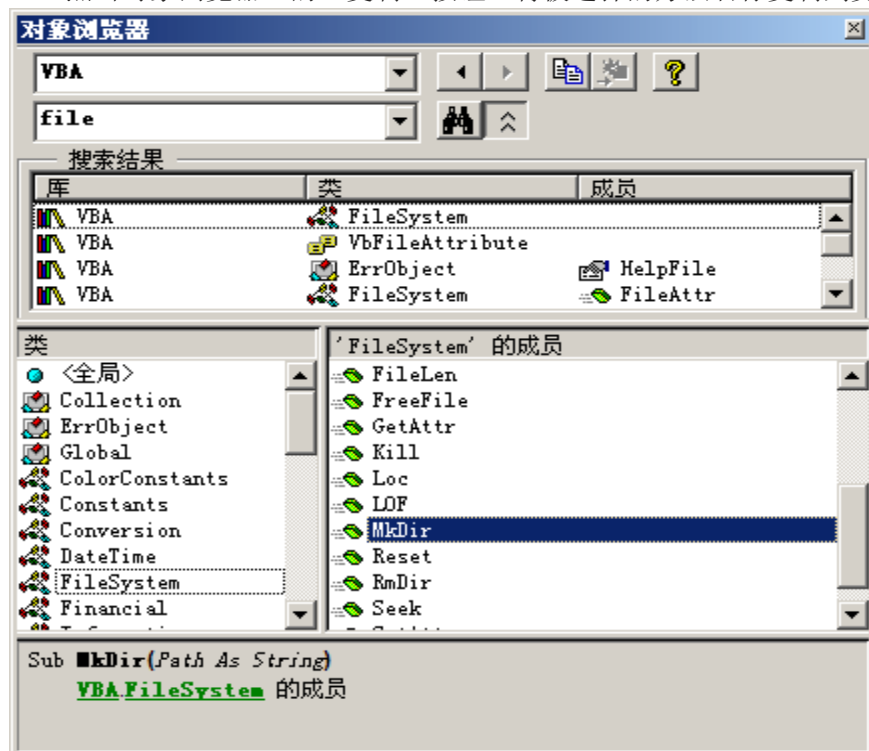 对象浏览器
VBA
file
搜索结果
库 类 成员
VBA FileSystem
VBA VbFileAttribute
VBA ErrObject HelpFile
VBA FileSystem FileAttr
类
<全局>
Collection
ErrObject
Global
ColorConstants
Constants
Conversion
DateTime
FileSystem
Financial
'FileSystem' 的成员
FileLen
FreeFile
GetAttr
Kill
Loc
LOF
MkDir
Reset
RmDir
Seek
Sub MkDir(Path As String)
VBA.FileSystem 的成员